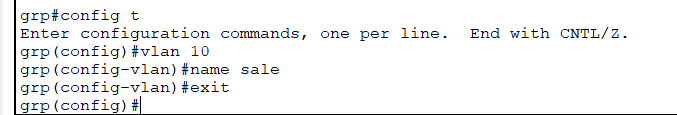 grp#config t
Enter configuration commands, one per line.  End with CNTL/Z.
grp(config)#vlan 10
grp(config-vlan)#name sale
grp(config-vlan)#exit
grp(config)#